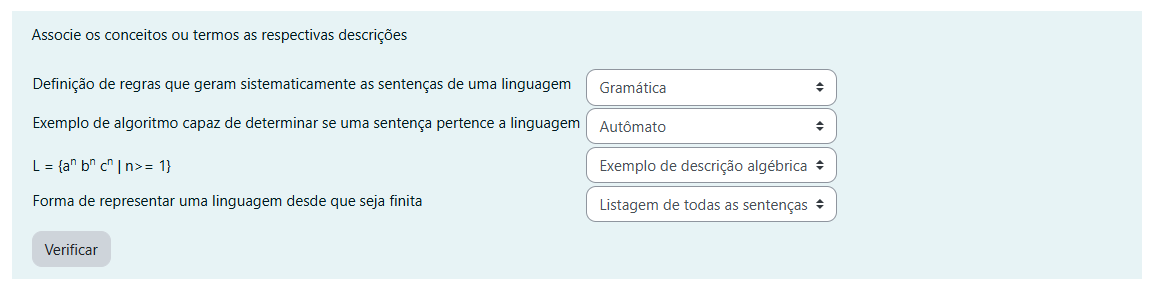 Associe os conceitos ou termos as respectivas descrições
Definição de regras que geram sistematicamente as sentenças de uma linguagem Gramática
Exemplo de algoritmo capaz de determinar se uma sentença pertence a linguagem Autômato
L = {aⁿ bⁿ cⁿ | n>= 1} Exemplo de descrição algébrica
Forma de representar uma linguagem desde que seja finita Listagem de todas as sentenças
Verificar